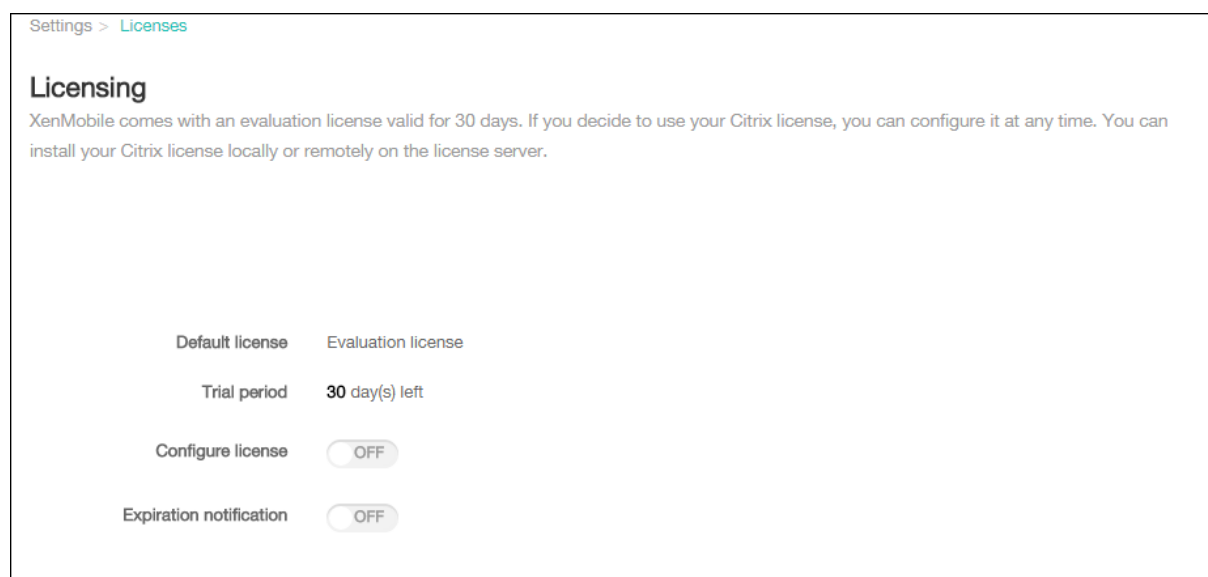 Settings > Licenses
Licensing
XenMobile comes with an evaluation license valid for 30 days. If you decide to use your Citrix license, you can configure it at any time. You can
install your Citrix license locally or remotely on the license server.
Default license Evaluation license
Trial period 30 day(s) left
Configure license OFF
Expiration notification OFF